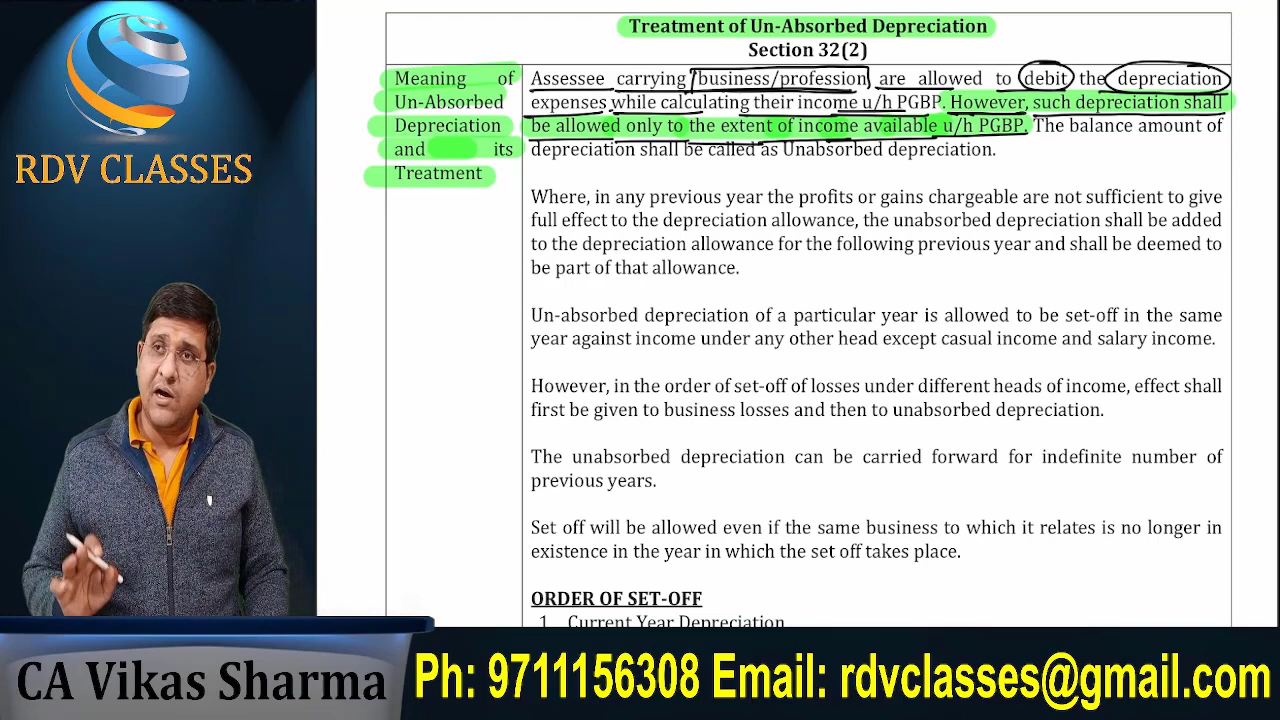 Treatment of Un-Absorbed Depreciation
Section 32(2)
Meaning of
Un-Absorbed
Depreciation
and its
Treatment
Assessee carrying business/profession, are allowed to debit the depreciation
expenses while calculating their income u/h PGBP. However, such depreciation shall
be allowed only to the extent of income available u/h PGBP. The balance amount of
depreciation shall be called as Unabsorbed depreciation.
Where, in any previous year the profits or gains chargeable are not sufficient to give
full effect to the depreciation allowance, the unabsorbed depreciation shall be added
to the depreciation allowance for the following previous year and shall be deemed to
be part of that allowance.
Un-absorbed depreciation of a particular year is allowed to be set-off in the same
year against income under any other head except casual income and salary income.
However, in the order of set-off of losses under different heads of income, effect shall
first be given to business losses and then to unabsorbed depreciation.
The unabsorbed depreciation can be carried forward for indefinite number of
previous years.
Set off will be allowed even if the same business to which it relates is no longer in
existence in the year in which the set off takes place.
ORDER OF SET-OFF
1 Current Year Depreciation
RDV CLASSES
CA Vikas Sharma
Ph: 9711156308 Email: rdvclasses@gmail.com